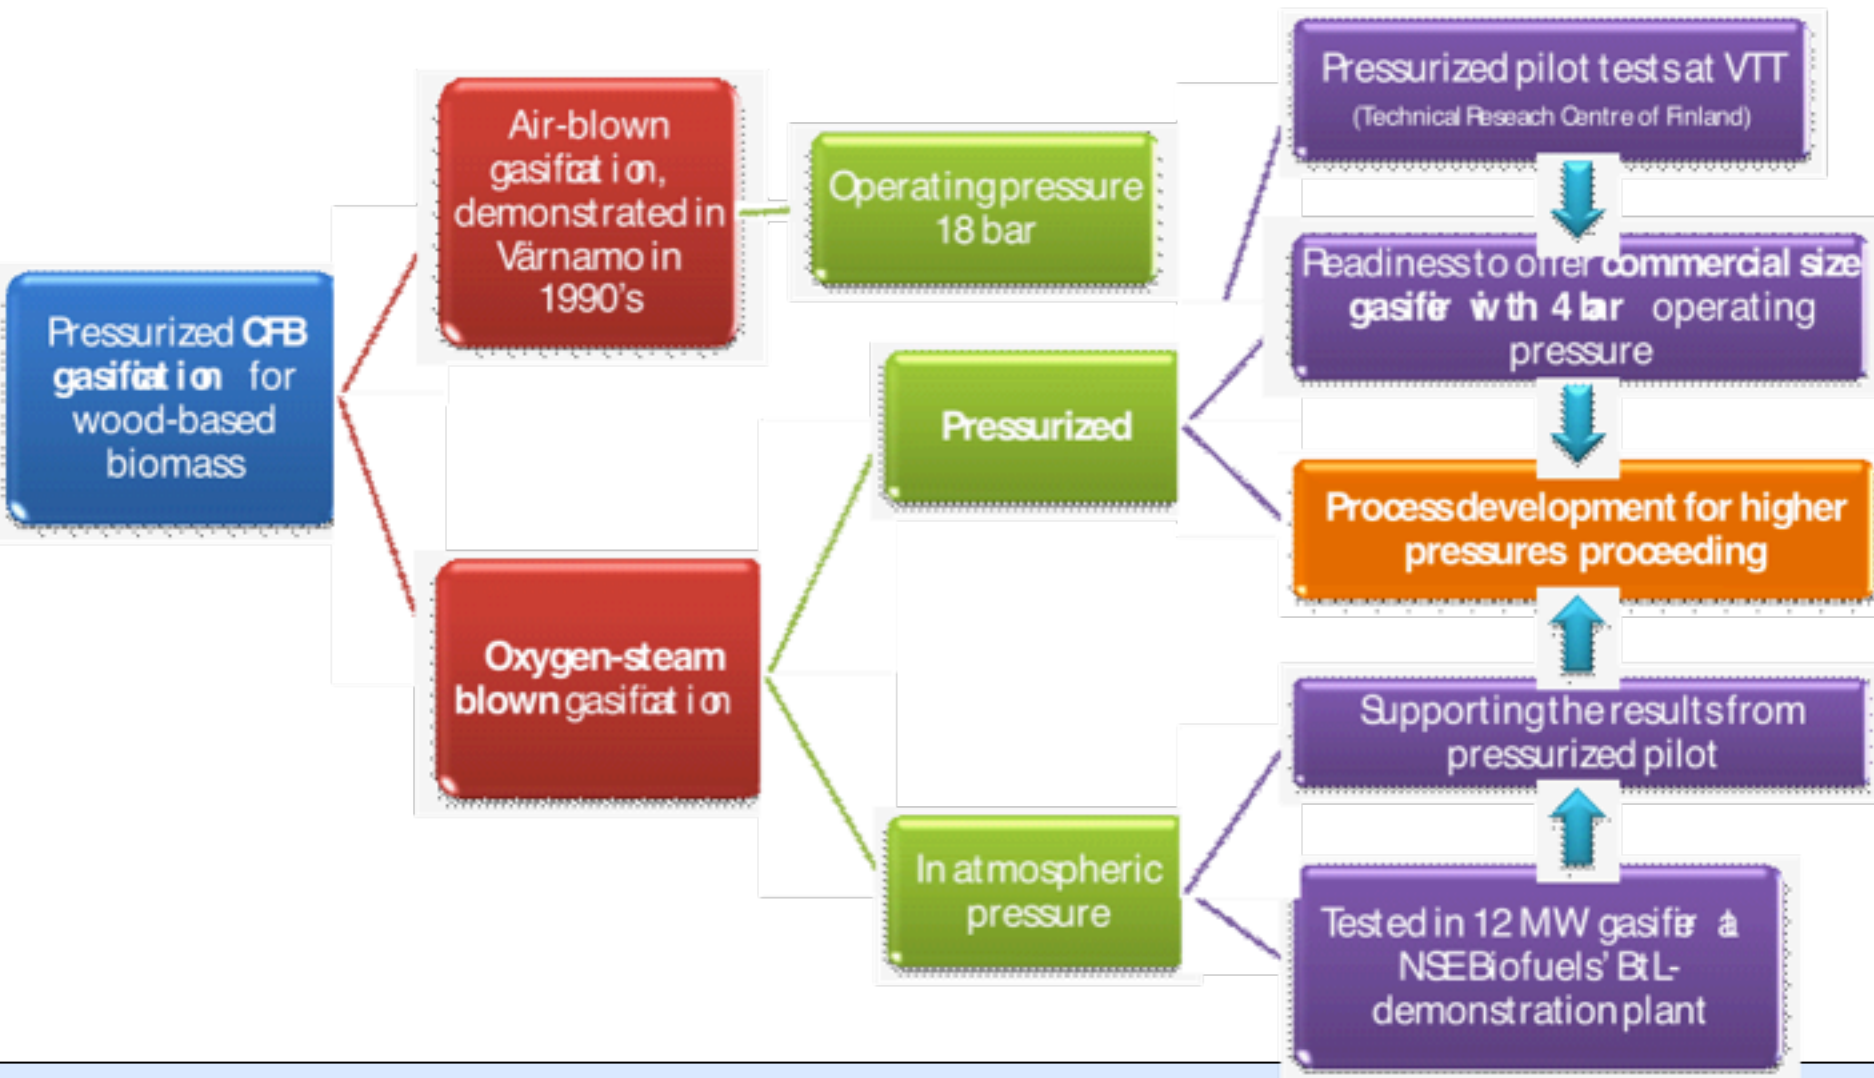 Pressurized CFB
gasification for
wood-based
biomass
Air-blown
gasification,
demonstrated in
Värnamo in
1990's
Oxygen-steam
blown gasification
Operating pressure
18 bar
Pressurized
In atmospheric
pressure
Pressurized pilot tests at VTT
(Technical Reseach Centre of Finland)
Readiness to offer commercial size
gasifier with 4 bar operating
pressure
Process development for higher
pressures proceeding
Supporting the results from
pressurized pilot
Tested in 12 MW gasifier at
NSE Biofuels' BtL-
demonstration plant